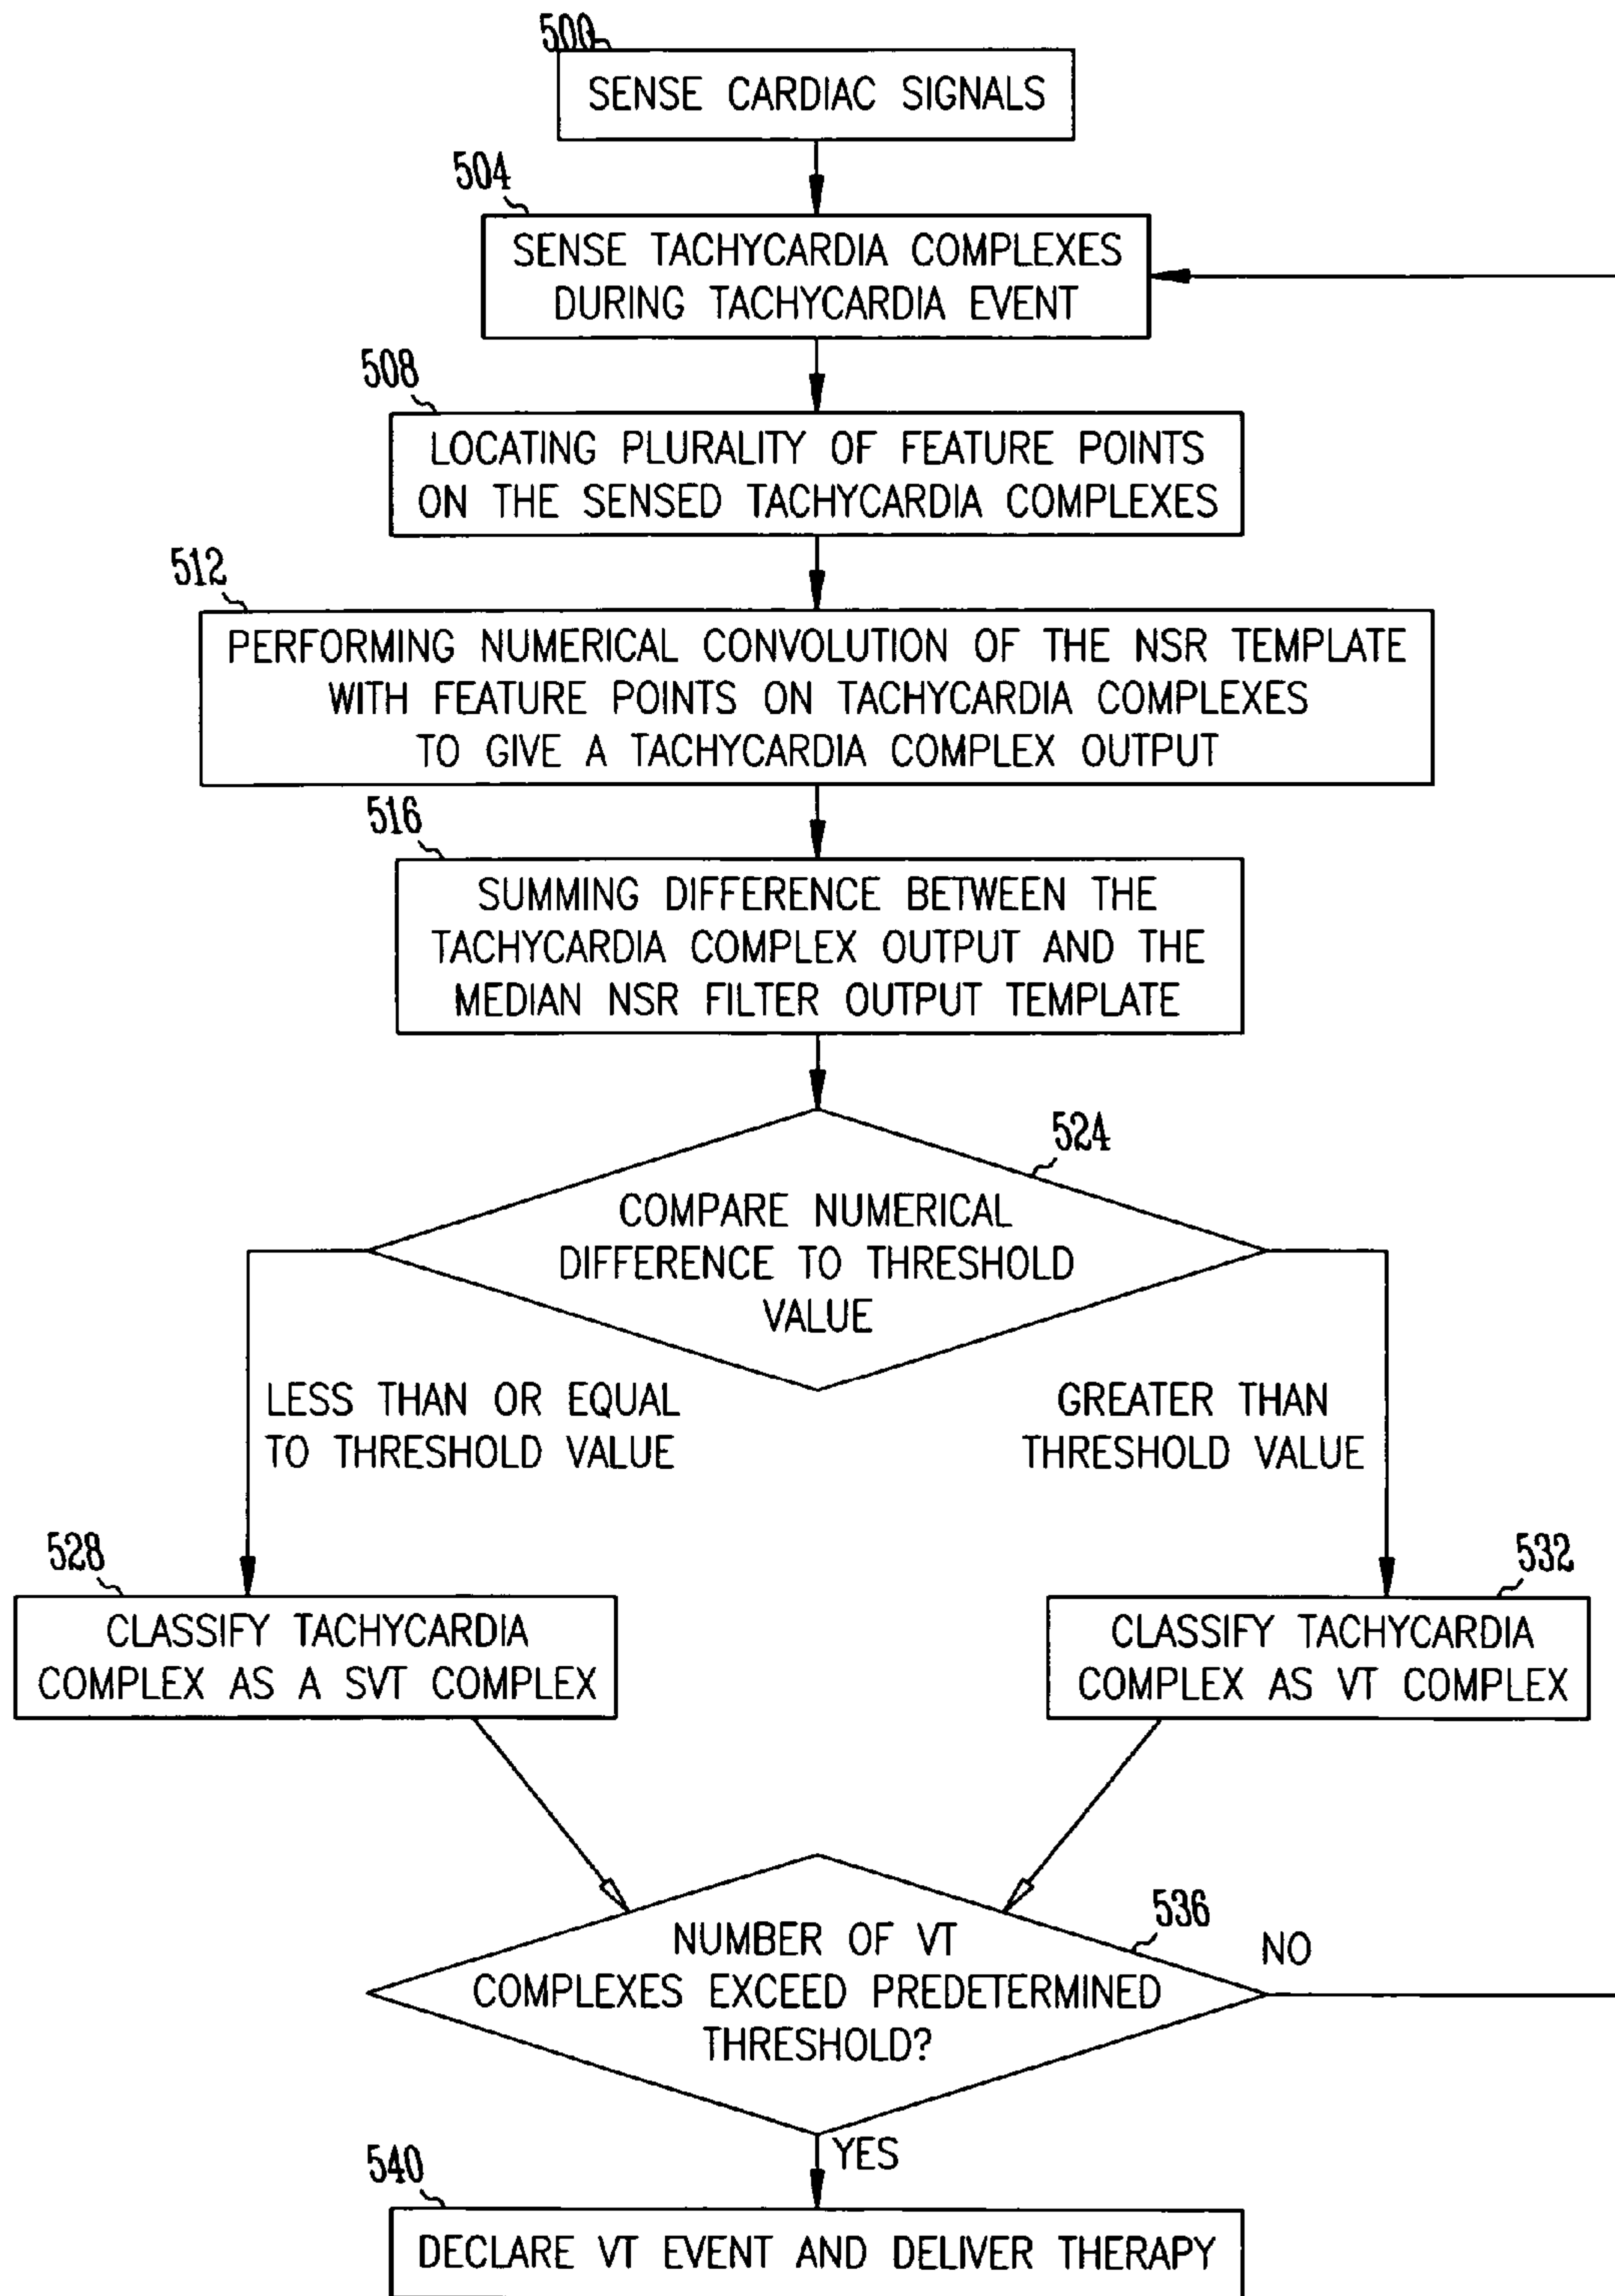 500
SENSE CARDIAC SIGNALS
504
SENSE TACHYCARDIA COMPLEXES
DURING TACHYCARDIA EVENT
508
LOCATING PLURALITY OF FEATURE POINTS
ON THE SENSED TACHYCARDIA COMPLEXES
512
PERFORMING NUMERICAL CONVOLUTION OF THE NSR TEMPLATE
WITH FEATURE POINTS ON TACHYCARDIA COMPLEXES
TO GIVE A TACHYCARDIA COMPLEX OUTPUT
516
SUMMING DIFFERENCE BETWEEN THE
TACHYCARDIA COMPLEX OUTPUT AND THE
MEDIAN NSR FILTER OUTPUT TEMPLATE
524
COMPARE NUMERICAL
DIFFERENCE TO THRESHOLD
VALUE
LESS THAN OR EQUAL
TO THRESHOLD VALUE
GREATER THAN
THRESHOLD VALUE
528
CLASSIFY TACHYCARDIA
COMPLEX AS A SVT COMPLEX
532
CLASSIFY TACHYCARDIA
COMPLEX AS VT COMPLEX
536
NUMBER OF VT
COMPLEXES EXCEED PREDETERMINED
THRESHOLD?
NO
YES
540
DECLARE VT EVENT AND DELIVER THERAPY